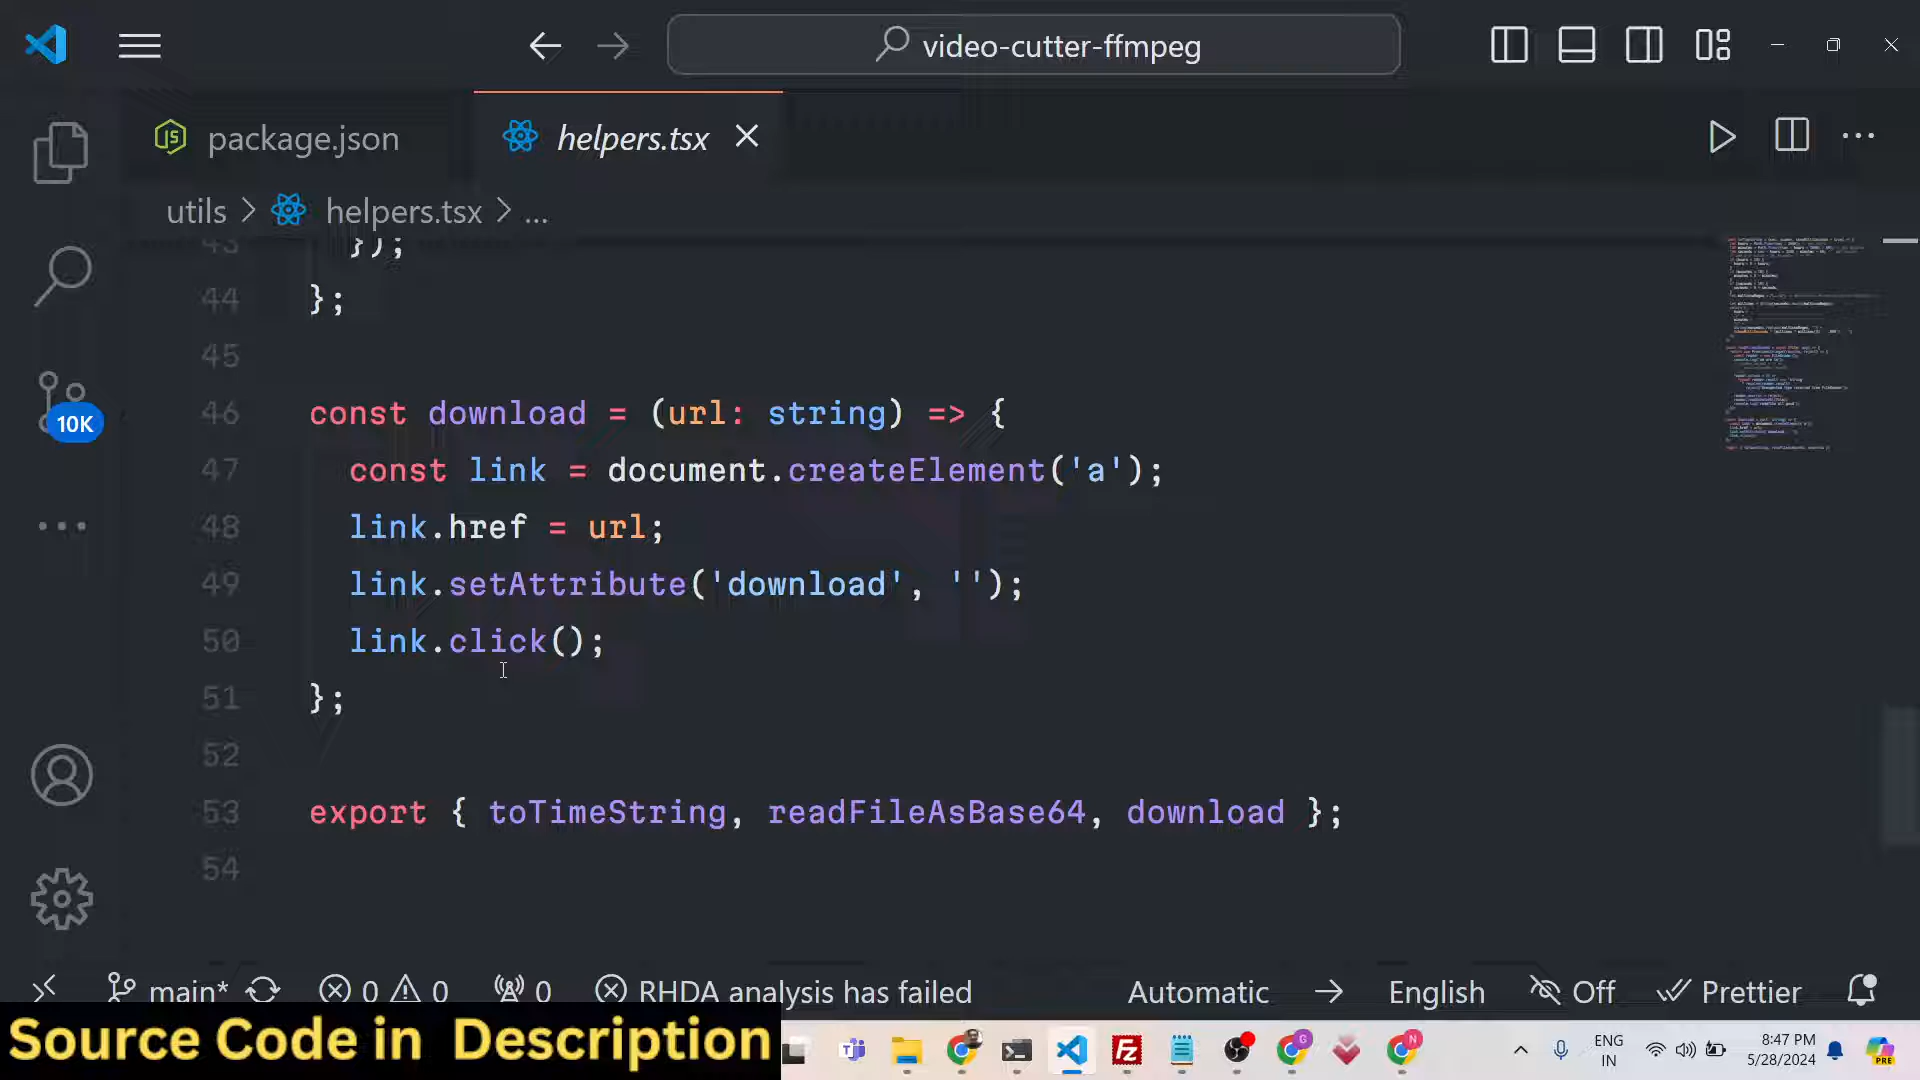 video-cutter-ffmpeg
package.json
helpers.tsx
utils > helpers.tsx > ...
43 });
44 };
45
46 const download = (url: string) => {
47 const link = document.createElement('a');
48 link.href = url;
49 link.setAttribute('download', '');
50 link.click();
51 };
52
53 export { toTimeString, readFileAsBase64, download };
54
10K
main* 0 0 0 RHDA analysis has failed Automatic → English Off Prettier
Source Code in Description
ENG
IN
8:47 PM
5/28/2024